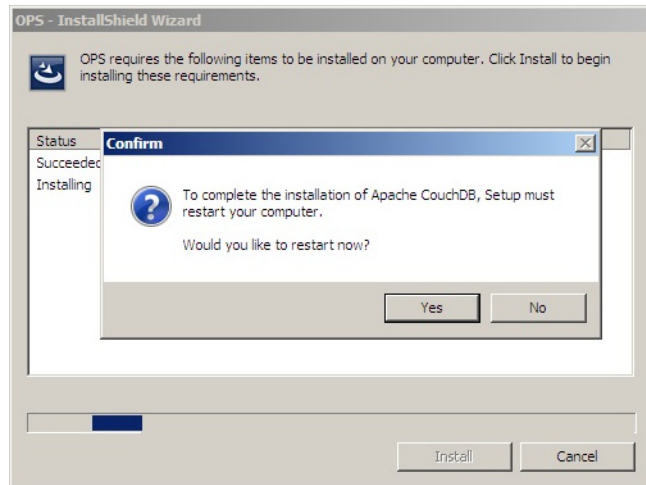 OPS - InstallShield Wizard
OPS requires the following items to be installed on your computer. Click Install to begin
installing these requirements.
Status
Succeeded
Installing
Confirm
To complete the installation of Apache CouchDB, Setup must
restart your computer.
Would you like to restart now?
Yes
No
Install
Cancel